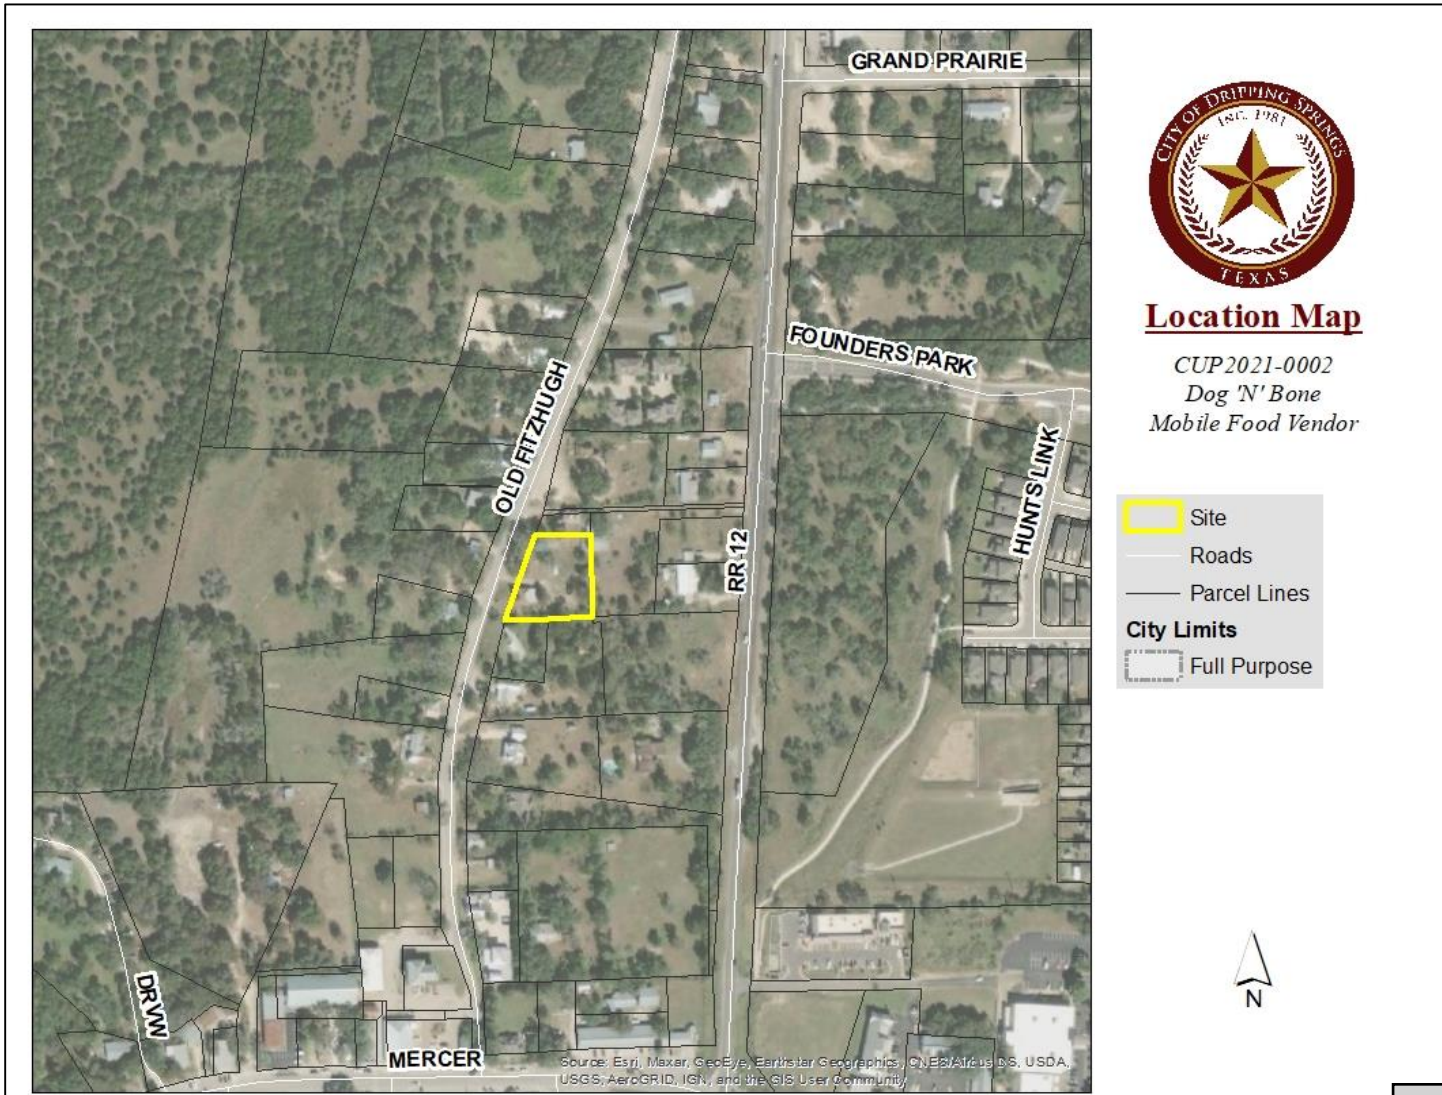 GRAND PRAIRIE
FOUNDERS PARK
OLD FITZHUGH
HUNTS LINK
RR 12
DRVW
MERCER
Source: Esri, Maxar, GeoEye, Earthstar Geographics, CNES/Airbus DS, USDA,
USGS, AeroGRID, IGN, and the GIS User Community
CITY OF DRIPPING SPRINGS
INC. 1981
TEXAS
Location Map
CUP2021-0002
Dog 'N' Bone
Mobile Food Vendor
Site
Roads
Parcel Lines
City Limits
Full Purpose
N